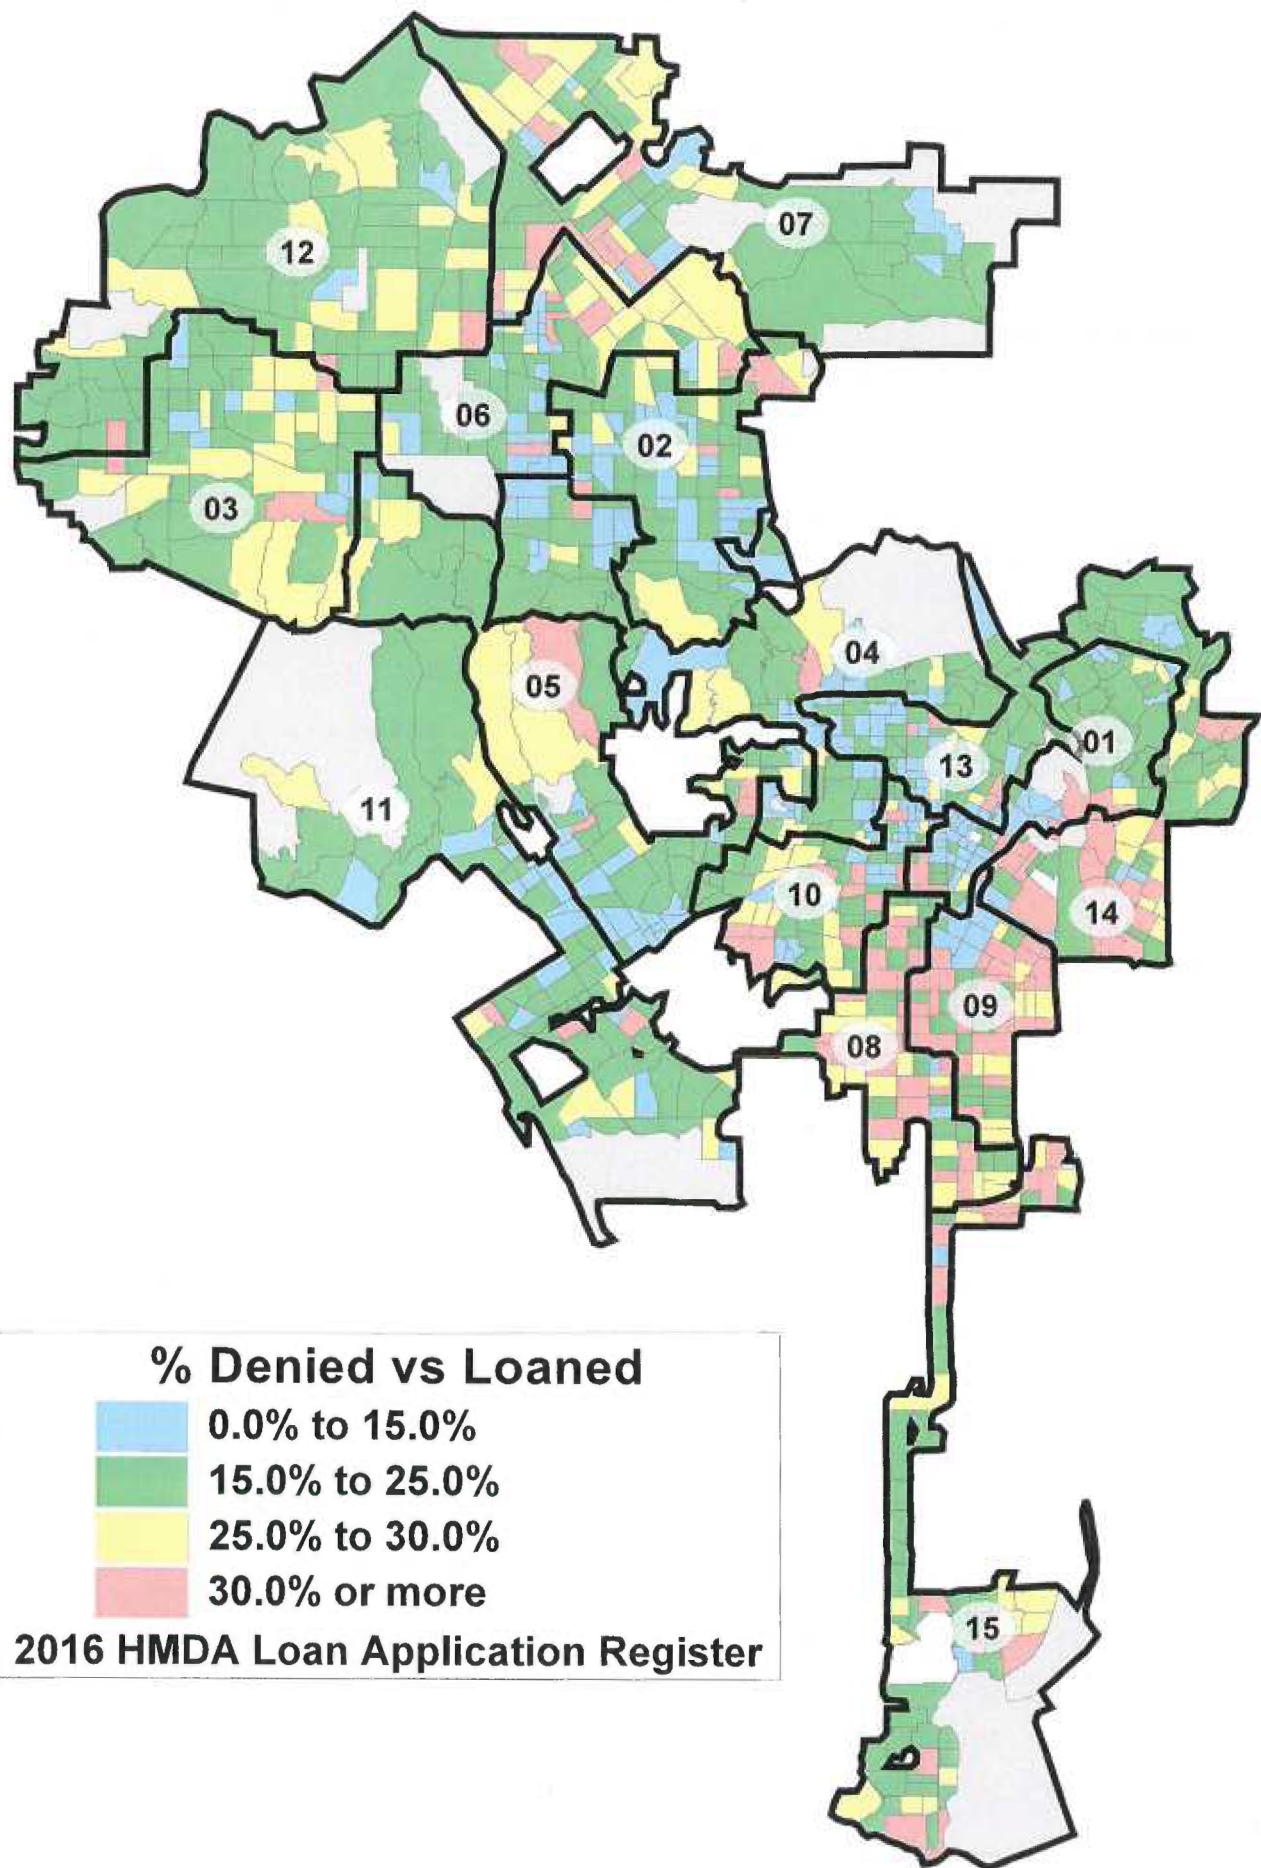 07
12
06
02
03
04
05
01
13
11
10
14
09
08
% Denied vs Loaned
0.0% to 15.0%
15.0% to 25.0%
25.0% to 30.0%
30.0% or more
2016 HMDA Loan Application Register
15